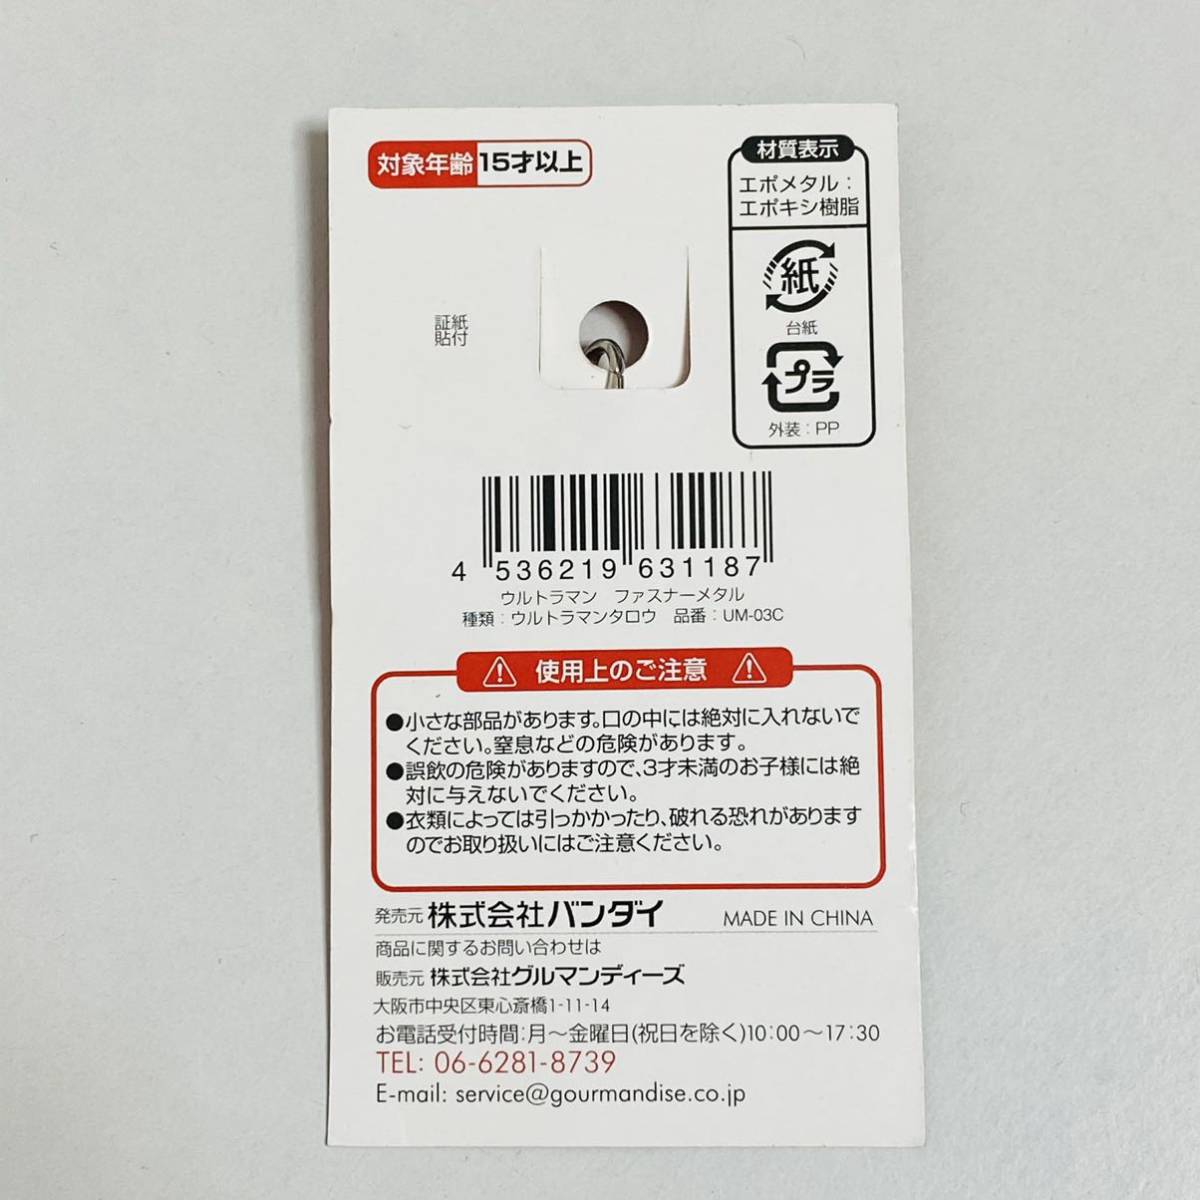 対象年齢 15才以上
材質表示
エポメタル：
エポキシ樹脂
紙
台紙
プラ
外装：PP
証紙
貼付
4 536219 631187
ウルトラマン ファスナーメタル
種類：ウルトラマンタロウ 品番：UM-03C
使用上のご注意
●小さな部品があります。口の中には絶対に入れないで
ください。窒息などの危険があります。
●誤飲の危険がありますので、3才未満のお子様には絶
対に与えないでください。
●衣類によっては引っかかったり、破れる恐れがあります
のでお取り扱いにはご注意ください。
発売元 株式会社バンダイ MADE IN CHINA
商品に関するお問い合わせは
販売元 株式会社グルマンディーズ
大阪市中央区東心斎橋1-11-14
お電話受付時間:月～金曜日(祝日を除く)10:00～17:30
TEL: 06-6281-8739
E-mail: service@gourmandise.co.jp